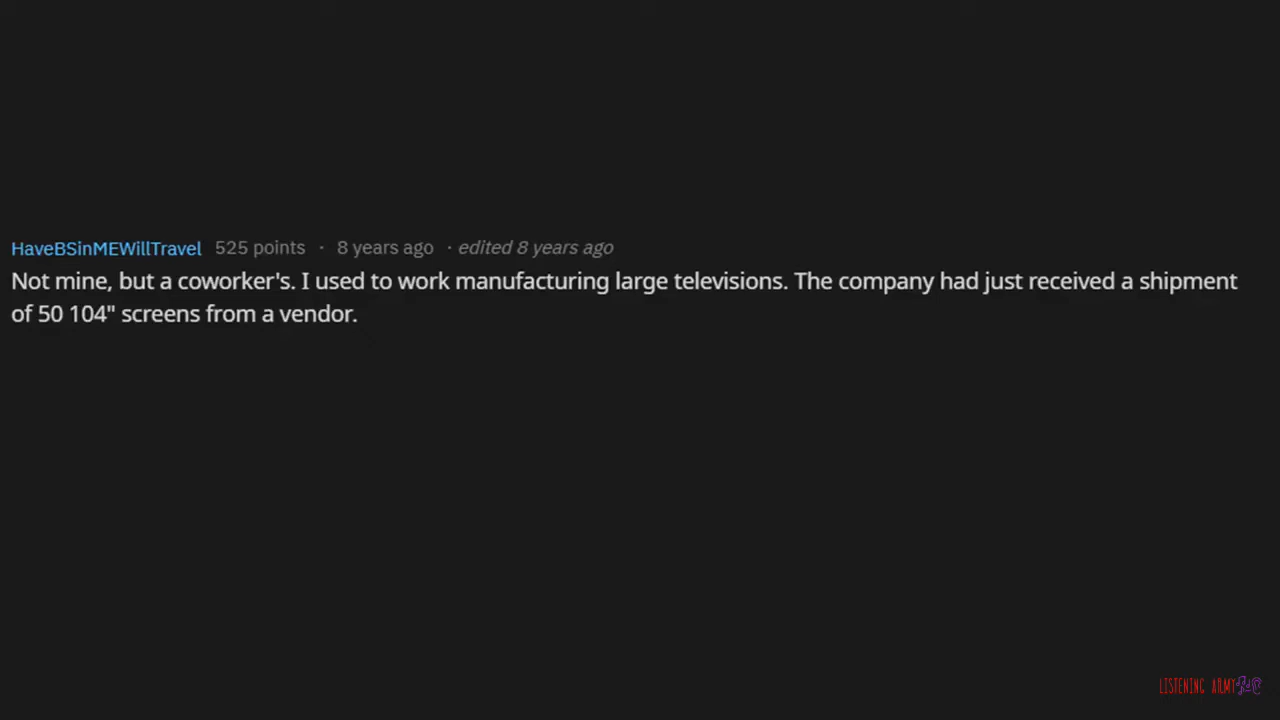 HaveBSinMEWillTravel 525 points · 8 years ago · edited 8 years ago
Not mine, but a coworker's. I used to work manufacturing large televisions. The company had just received a shipment
of 50 104" screens from a vendor.
LISTENING ARMY